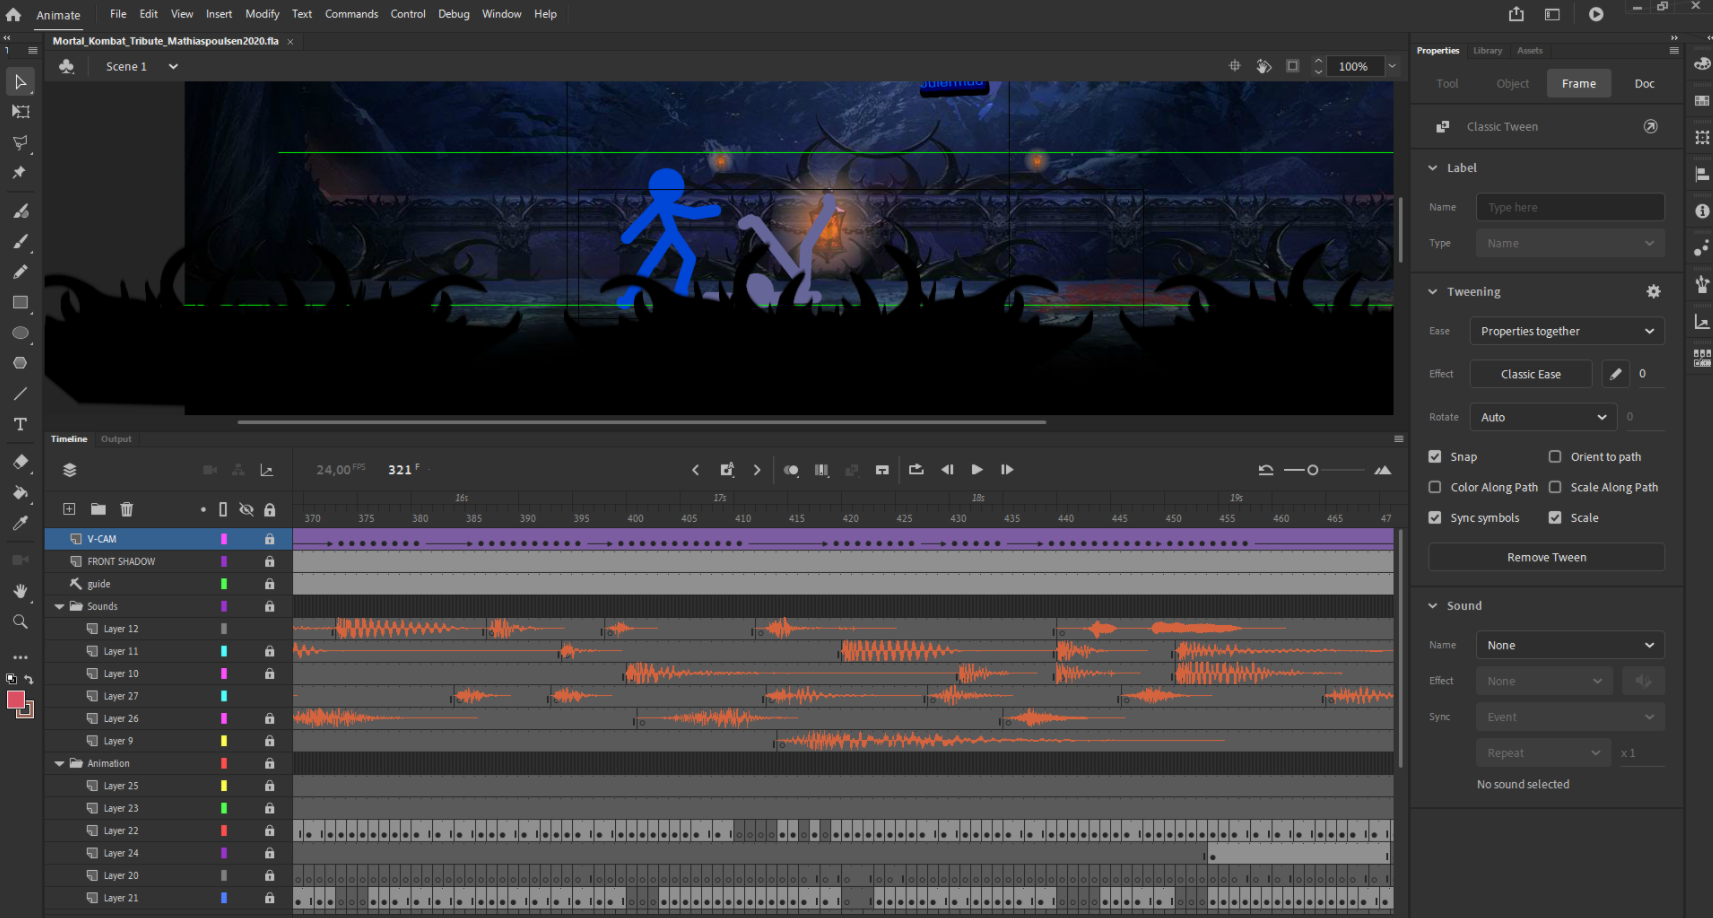 Animate File Edit View Insert Modify Text Commands Control Debug Window Help
Mortal_Kombat_Tribute_Mathiaspoulsen2020.fla ×
Scene 1
100%
Properties Library Assets
Tool Object Frame Doc
Classic Tween
Label
Name Type here
Type Name
Tweening
Ease Properties together
Effect Classic Ease 0
Rotate Auto 0
Snap Orient to path
Color Along Path Scale Along Path
Sync symbols Scale
Remove Tween
Sound
Name None
Effect None
Sync Event
Repeat x 1
No sound selected
Timeline Output
24,00 FPS 321 F
16s 17s 18s 19s
370 375 380 385 390 395 400 405 410 415 420 425 430 435 440 445 450 455 460 465 47
V-CAM
FRONT SHADOW
guide
Sounds
Layer 12
Layer 11
Layer 10
Layer 27
Layer 26
Layer 9
Animation
Layer 25
Layer 23
Layer 22
Layer 24
Layer 20
Layer 21